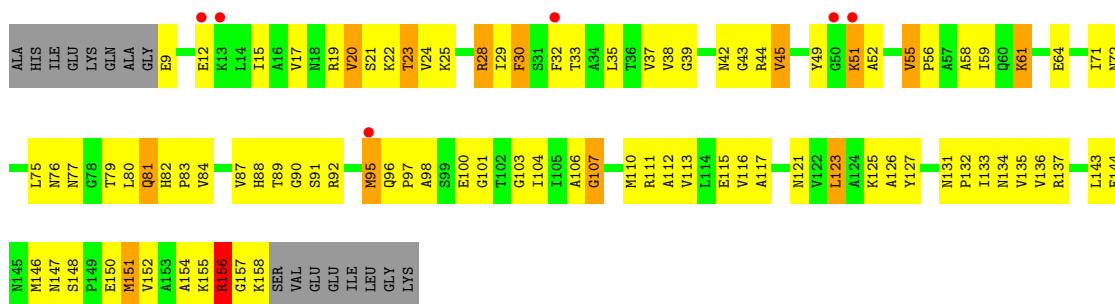 ALA HIS ILE GLU LYS GLN ALA GLY E9 E12 K13 L14 I15 A16 V17 N18 R19 V20 S21 K22 T23 V24 K25 R28 I29 F30 S31 F32 T33 A34 L35 T36 V37 V38 G39 N42 G43 R44 V45 Y49 G50 K51 A52 V55 P56 A57 A58 I59 Q60 K61 E64 I71 N72
L75 N76 N77 G78 T79 L80 Q81 H82 P83 V84 V87 H88 T89 G90 S91 R92 M95 Q96 P97 A98 S99 E100 G101 T102 G103 I104 I105 A106 G107 M110 R111 A112 V113 L114 E115 V116 A117 N121 V122 L123 A124 K125 A126 Y127 N131 P132 I133 N134 V135 V136 R137 L143
N145 M146 N147 S148 P149 E150 M151 V152 A153 A154 K155 R156 G157 K158 SER VAL GLU GLU ILE LEU GLY LYS